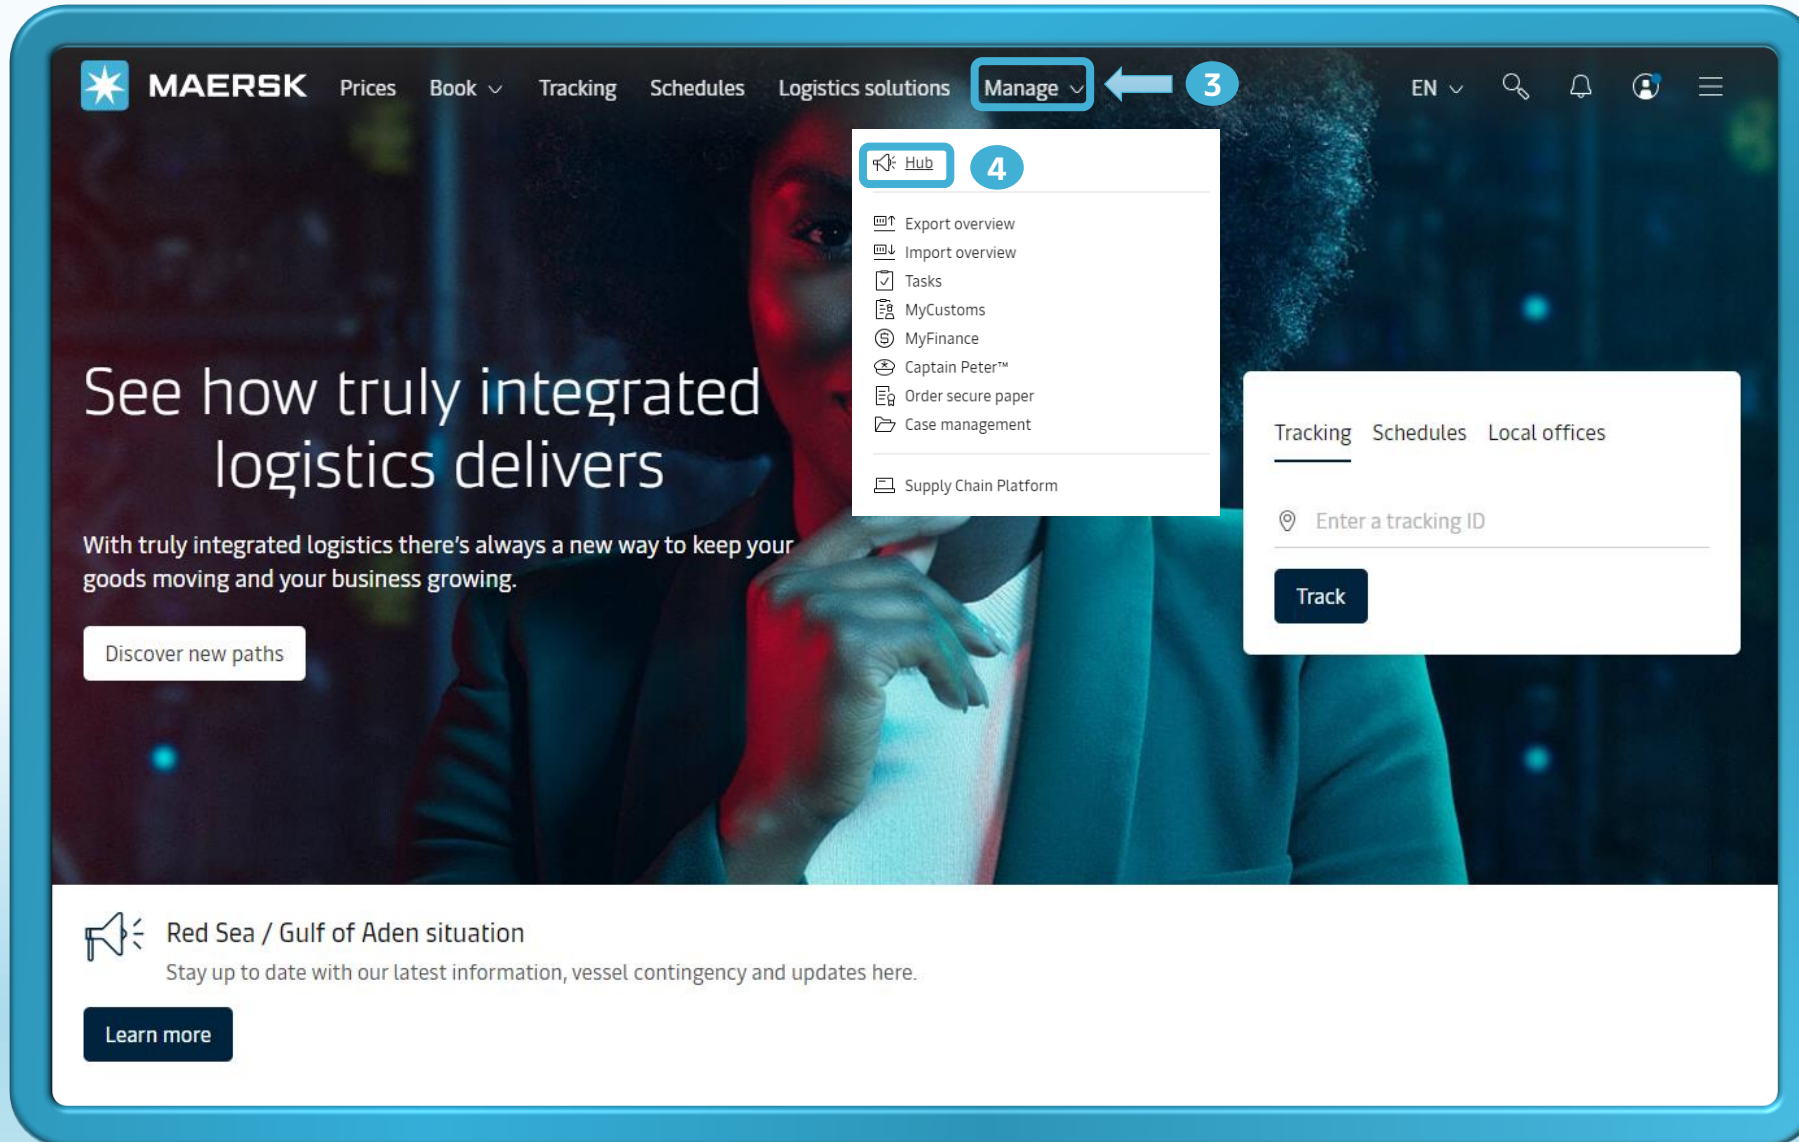 MAERSK Prices Book Tracking Schedules Logistics solutions Manage 3 EN
Hub 4
Export overview
Import overview
Tasks
MyCustoms
MyFinance
Captain Peter™
Order secure paper
Case management
Supply Chain Platform
See how truly integrated
logistics delivers
With truly integrated logistics there's always a new way to keep your
goods moving and your business growing.
Discover new paths
Tracking Schedules Local offices
Enter a tracking ID
Track
Red Sea / Gulf of Aden situation
Stay up to date with our latest information, vessel contingency and updates here.
Learn more